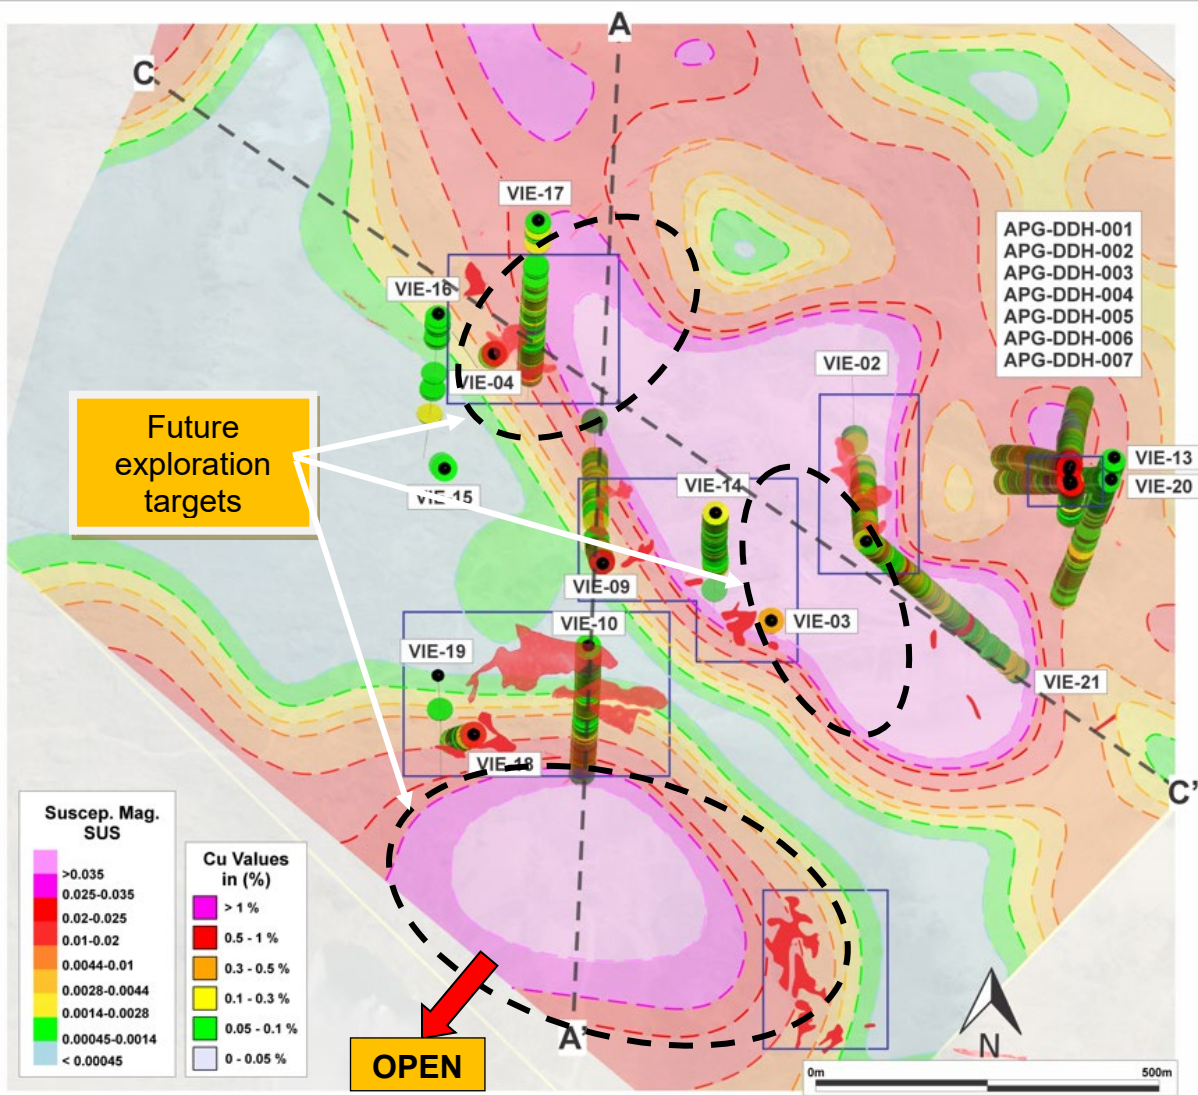 A
C
VIE-17
APG-DDH-001
APG-DDH-002
APG-DDH-003
APG-DDH-004
APG-DDH-005
APG-DDH-006
APG-DDH-007
VIE-16
VIE-02
VIE-04
Future
exploration
targets
VIE-13
VIE-20
VIE-15
VIE-14
VIE-09
VIE-10
VIE-03
VIE-19
VIE-21
VIE-18
C'
Suscep. Mag.
SUS
>0.035
0.025-0.035
0.02-0.025
0.01-0.02
0.0044-0.01
0.0028-0.0044
0.0014-0.0028
0.00045-0.0014
< 0.00045
Cu Values
in (%)
> 1 %
0.5 - 1 %
0.3 - 0.5 %
0.1 - 0.3 %
0.05 - 0.1 %
0 - 0.05 %
A'
OPEN
N
0m
500m